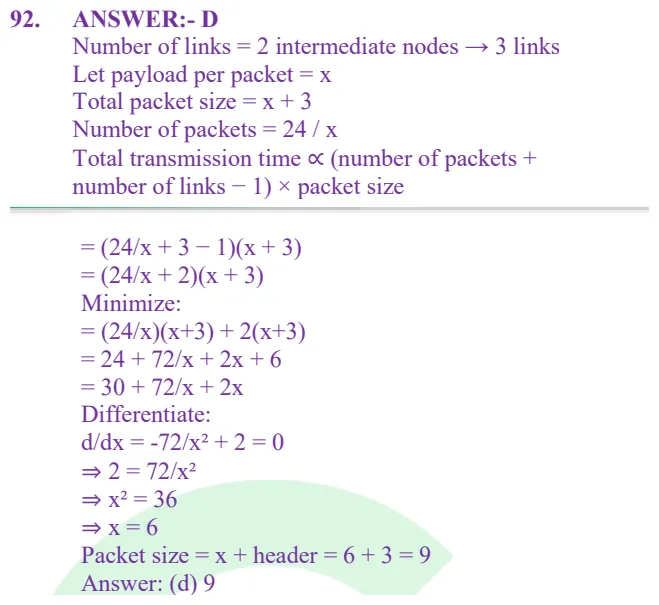 92. ANSWER:- D
Number of links = 2 intermediate nodes → 3 links
Let payload per packet = x
Total packet size = x + 3
Number of packets = 24 / x
Total transmission time ∝ (number of packets +
number of links − 1) × packet size
= (24/x + 3 − 1)(x + 3)
= (24/x + 2)(x + 3)
Minimize:
= (24/x)(x+3) + 2(x+3)
= 24 + 72/x + 2x + 6
= 30 + 72/x + 2x
Differentiate:
d/dx = -72/x² + 2 = 0
⇒ 2 = 72/x²
⇒ x² = 36
⇒ x = 6
Packet size = x + header = 6 + 3 = 9
Answer: (d) 9